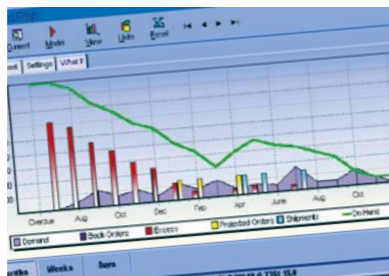 Current Model View Units Excel
Settings What If
Overdue Aug Oct Dec Feb Apr June Aug Oct
Demand Back Orders Excess Projected Orders Shipments On Hand
Weeks Days